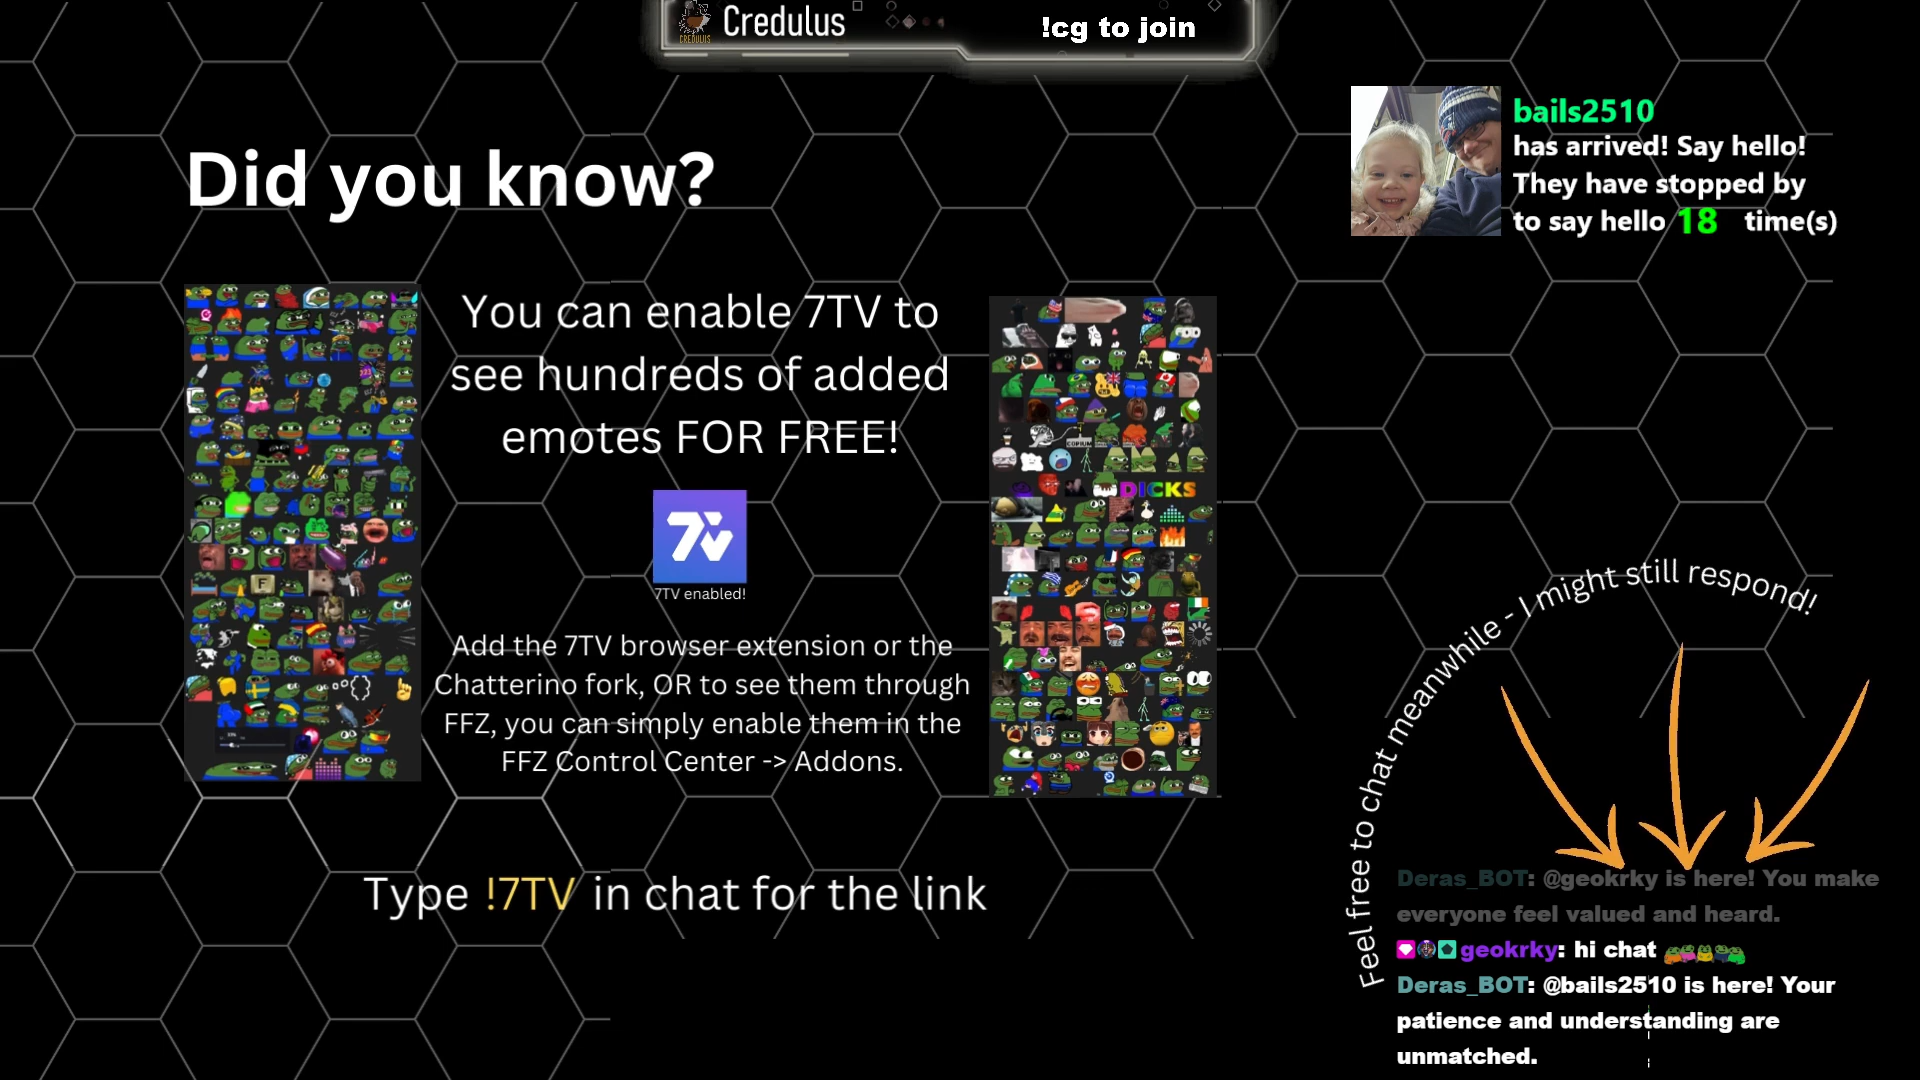 Credulus
!cg to join
CREDULUS
bails2510
has arrived! Say hello!
They have stopped by
to say hello 18 time(s)
Did you know?
You can enable 7TV to
see hundreds of added
emotes FOR FREE!
7TV enabled!
Add the 7TV browser extension or the
Chatterino fork, OR to see them through
FFZ, you can simply enable them in the
FFZ Control Center -> Addons.
F
COPIUM
DICKS
Type !7TV in chat for the link
Feel free to chat meanwhile - I might still respond!
Deras_BOT: @geokrky is here! You make
everyone feel valued and heard.
geokrky: hi chat
Deras_BOT: @bails2510 is here! Your
patience and understanding are
unmatched.